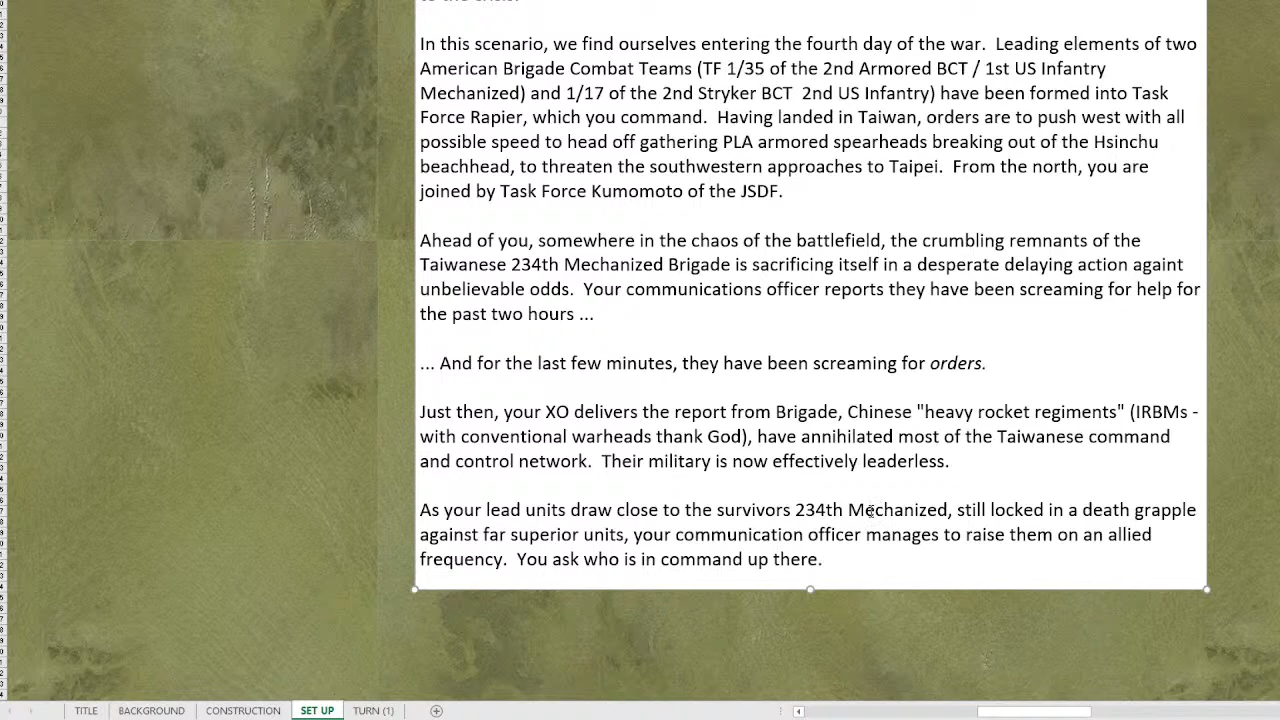 In this scenario, we find ourselves entering the fourth day of the war.  Leading elements of two
American Brigade Combat Teams (TF 1/35 of the 2nd Armored BCT / 1st US Infantry
Mechanized) and 1/17 of the 2nd Stryker BCT  2nd US Infantry) have been formed into Task
Force Rapier, which you command.  Having landed in Taiwan, orders are to push west with all
possible speed to head off gathering PLA armored spearheads breaking out of the Hsinchu
beachhead, to threaten the southwestern approaches to Taipei.  From the north, you are
joined by Task Force Kumomoto of the JSDF.
Ahead of you, somewhere in the chaos of the battlefield, the crumbling remnants of the
Taiwanese 234th Mechanized Brigade is sacrificing itself in a desperate delaying action againt
unbelievable odds.  Your communications officer reports they have been screaming for help for
the past two hours ...
... And for the last few minutes, they have been screaming for orders.
Just then, your XO delivers the report from Brigade, Chinese "heavy rocket regiments" (IRBMs -
with conventional warheads thank God), have annihilated most of the Taiwanese command
and control network.  Their military is now effectively leaderless.
As your lead units draw close to the survivors 234th Mechanized, still locked in a death grapple
against far superior units, your communication officer manages to raise them on an allied
frequency.  You ask who is in command up there.
TITLE BACKGROUND CONSTRUCTION SET UP TURN (1)